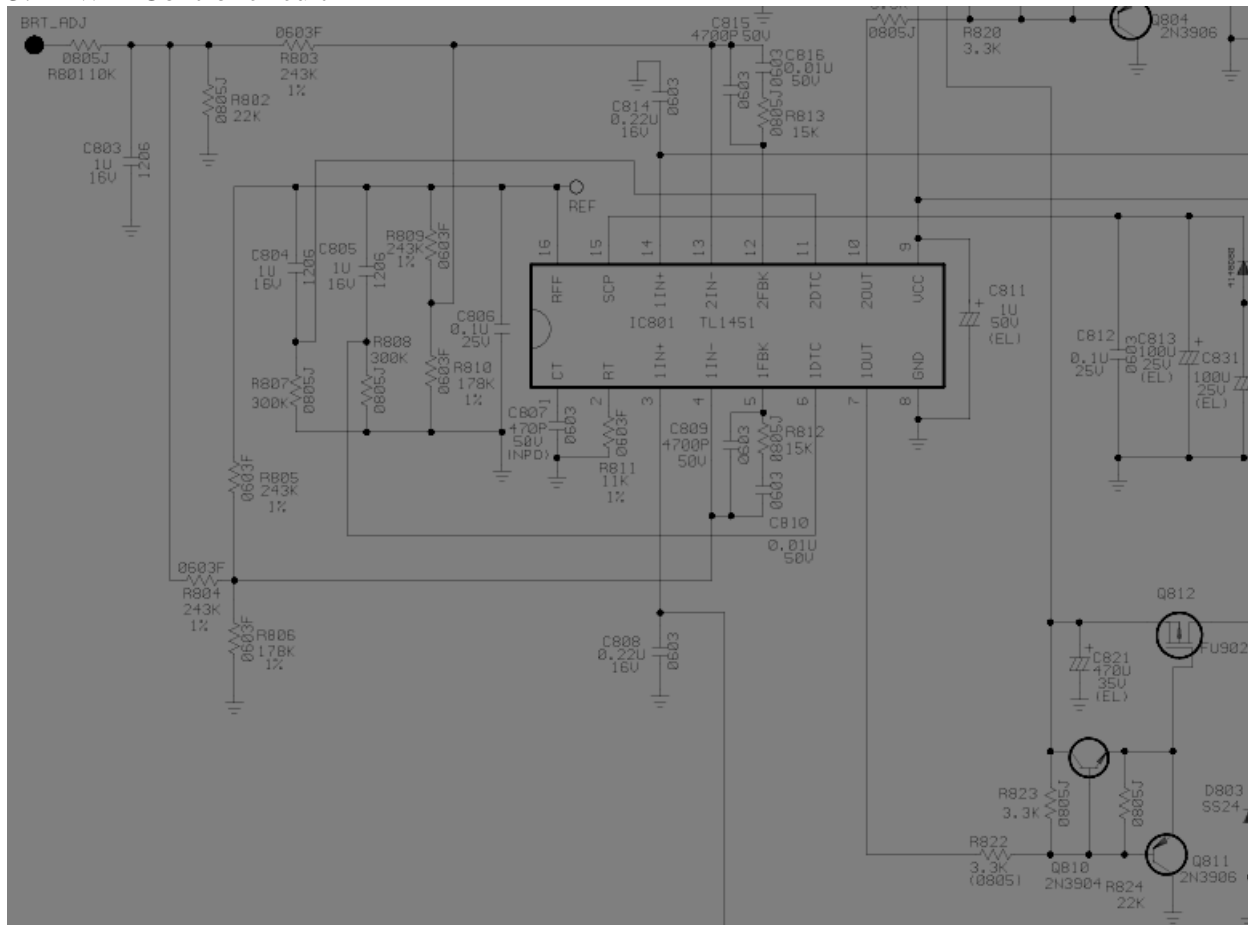 BRT_ADJ
0805J
R80110K
0603F
R803
243K
1%
0805J
R802
22K
C803
1U
16V
1206
C815
4700P 50V
0603
C816
0.01U
50V
0603
0805J
R813
15K
C814
0.22U
16V
0603
0805J
R820
3.3K
Q804
2N3906
REF
C804
1U
16V
1206
C805
1U
16V
1206
R809
243K
1%
0603F
C806
0.1U
25V
R807
300K
0805J
R808
300K
0805J
0603F
R810
178K
1%
16
15
14
13
12
11
10
9
RFF
SCP
1IN+
2IN-
2FBK
2DTC
2OUT
VCC
IC801 TL1451
CT
RT
1IN+
1IN-
1FBK
1DTC
1OUT
GND
1
2
3
4
5
6
7
8
C811
1U
50V
(EL)
C807
470P
50V
(NPD)
0603
0603F
R811
11K
1%
C809
4700P
50V
0603
0805J
R812
15K
0603
C810
0.01U
50V
C812
0.1U
25V
0603
C813
100U
25V
(EL)
C831
100U
25V
(EL)
0603F
R805
243K
1%
0603F
R804
243K
1%
0603F
R806
178K
1%
C808
0.22U
16V
0603
Q812
FU902
C821
470U
35V
(EL)
R823
3.3K
0805J
0805J
D803
SS24
R822
3.3K
(0805)
Q810
2N3904
R824
22K
Q811
2N3906